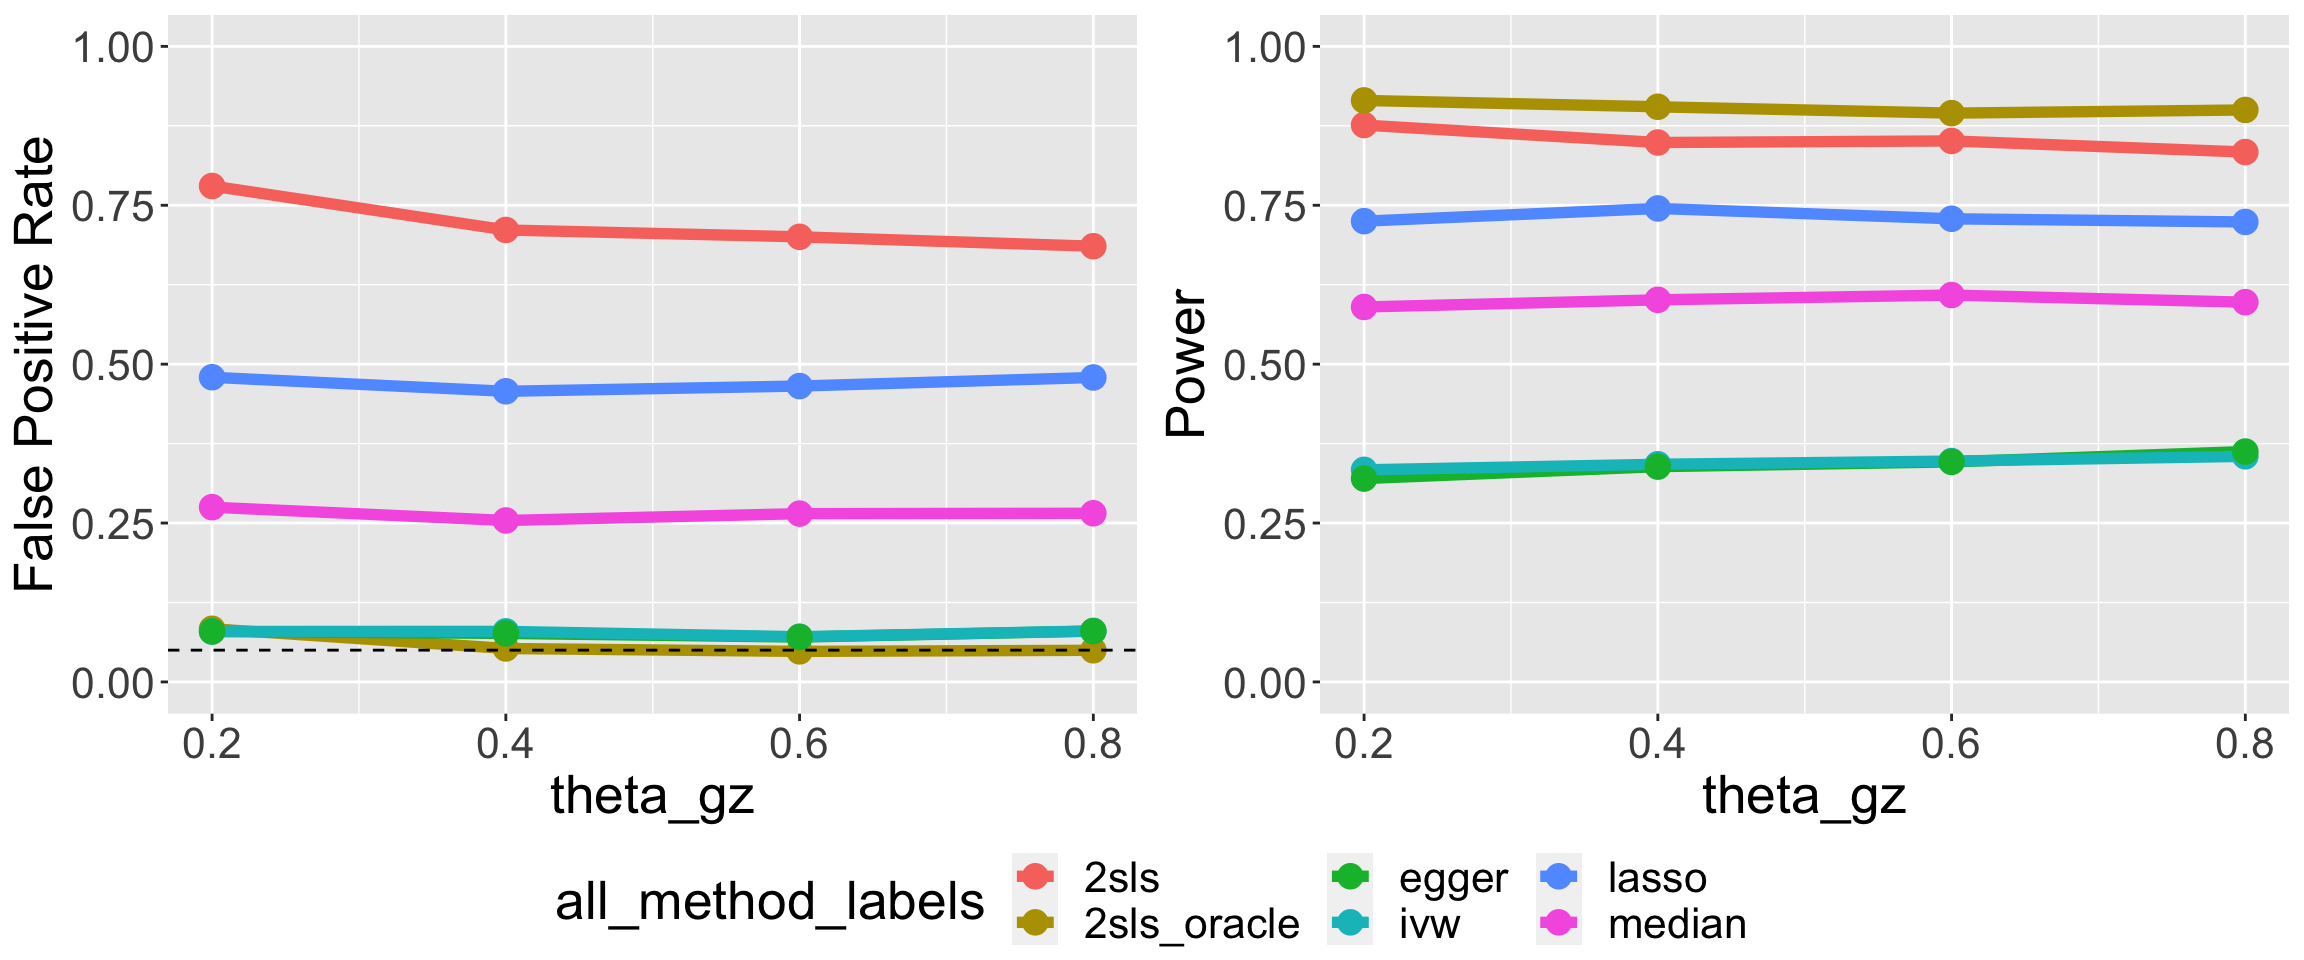 False Positive Rate
1.00
0.75
0.50
0.25
0.00
0.2 0.4 0.6 0.8
theta_gz
Power
1.00
0.75
0.50
0.25
0.00
0.2 0.4 0.6 0.8
theta_gz
all_method_labels
2sls egger lasso
2sls_oracle ivw median